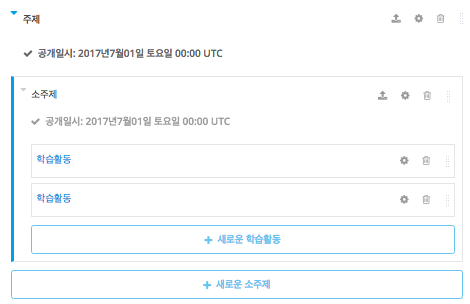 주제
공개일시: 2017년7월01일 토요일 00:00 UTC
소주제
공개일시: 2017년7월01일 토요일 00:00 UTC
학습활동
학습활동
+ 새로운 학습활동
+ 새로운 소주제